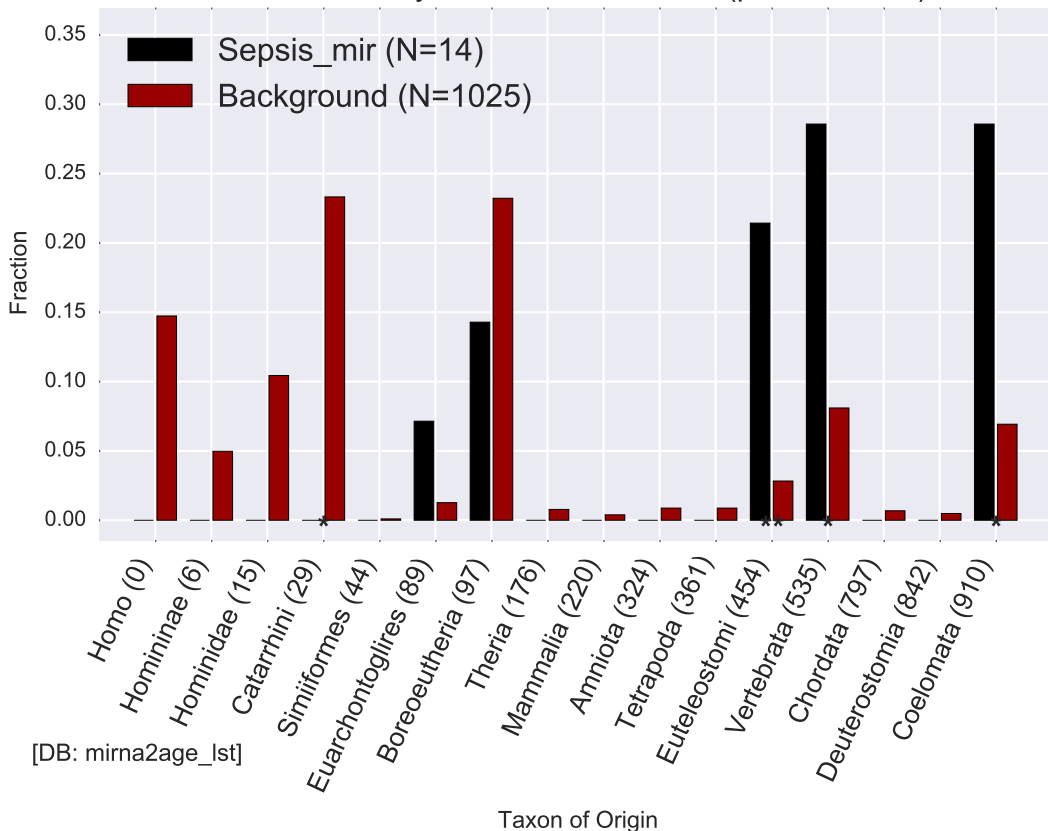 0.35
0.30
0.25
0.20
0.15
0.10
0.05
0.00
Fraction
Sepsis_mir (N=14)
Background (N=1025)
*
**
*
*
Homo (0)
Homininae (6)
Hominidae (15)
Catarrhini (29)
Simiiformes (44)
Euarchontoglires (89)
Boreoeutheria (97)
Theria (176)
Mammalia (220)
Amniota (324)
Tetrapoda (361)
Euteleostomi (454)
Vertebrata (535)
Chordata (797)
Deuterostomia (842)
Coelomata (910)
[DB: mirna2age_lst]
Taxon of Origin